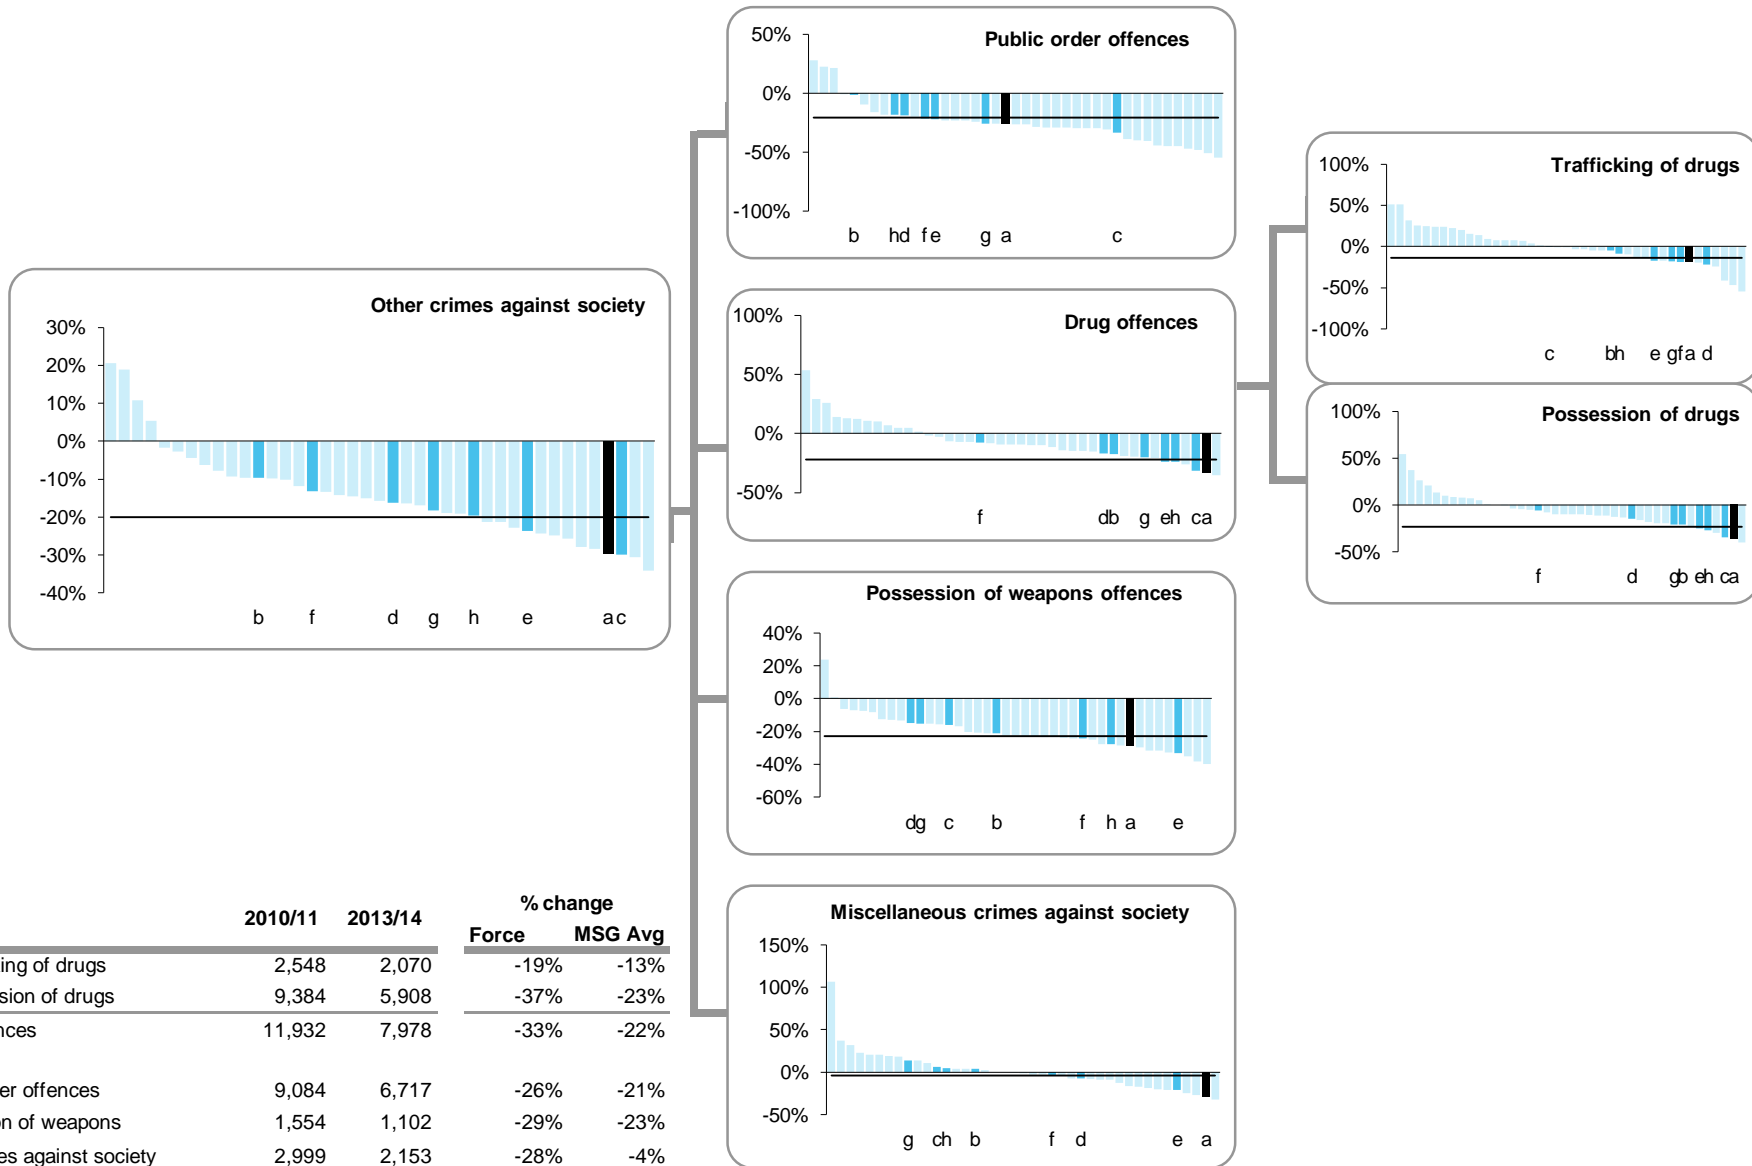 Public order offences
50%
0%
-50%
-100%
b hd f e g a c
Trafficking of drugs
100%
50%
0%
-50%
-100%
c bh e gfa d
Other crimes against society
30%
20%
10%
0%
-10%
-20%
-30%
-40%
b f d g h e a c
Drug offences
100%
50%
0%
-50%
f db g eh ca
Possession of drugs
100%
50%
0%
-50%
f d gb eh ca
Possession of weapons offences
40%
20%
0%
-20%
-40%
-60%
dg c b f h a e
Miscellaneous crimes against society
150%
100%
50%
0%
-50%
g ch b f d e a
2010/11 2013/14 % change
Force MSG Avg
ing of drugs 2,548 2,070 -19% -13%
sion of drugs 9,384 5,908 -37% -23%
nces 11,932 7,978 -33% -22%
er offences 9,084 6,717 -26% -21%
on of weapons 1,554 1,102 -29% -23%
es against society 2,999 2,153 -28% -4%